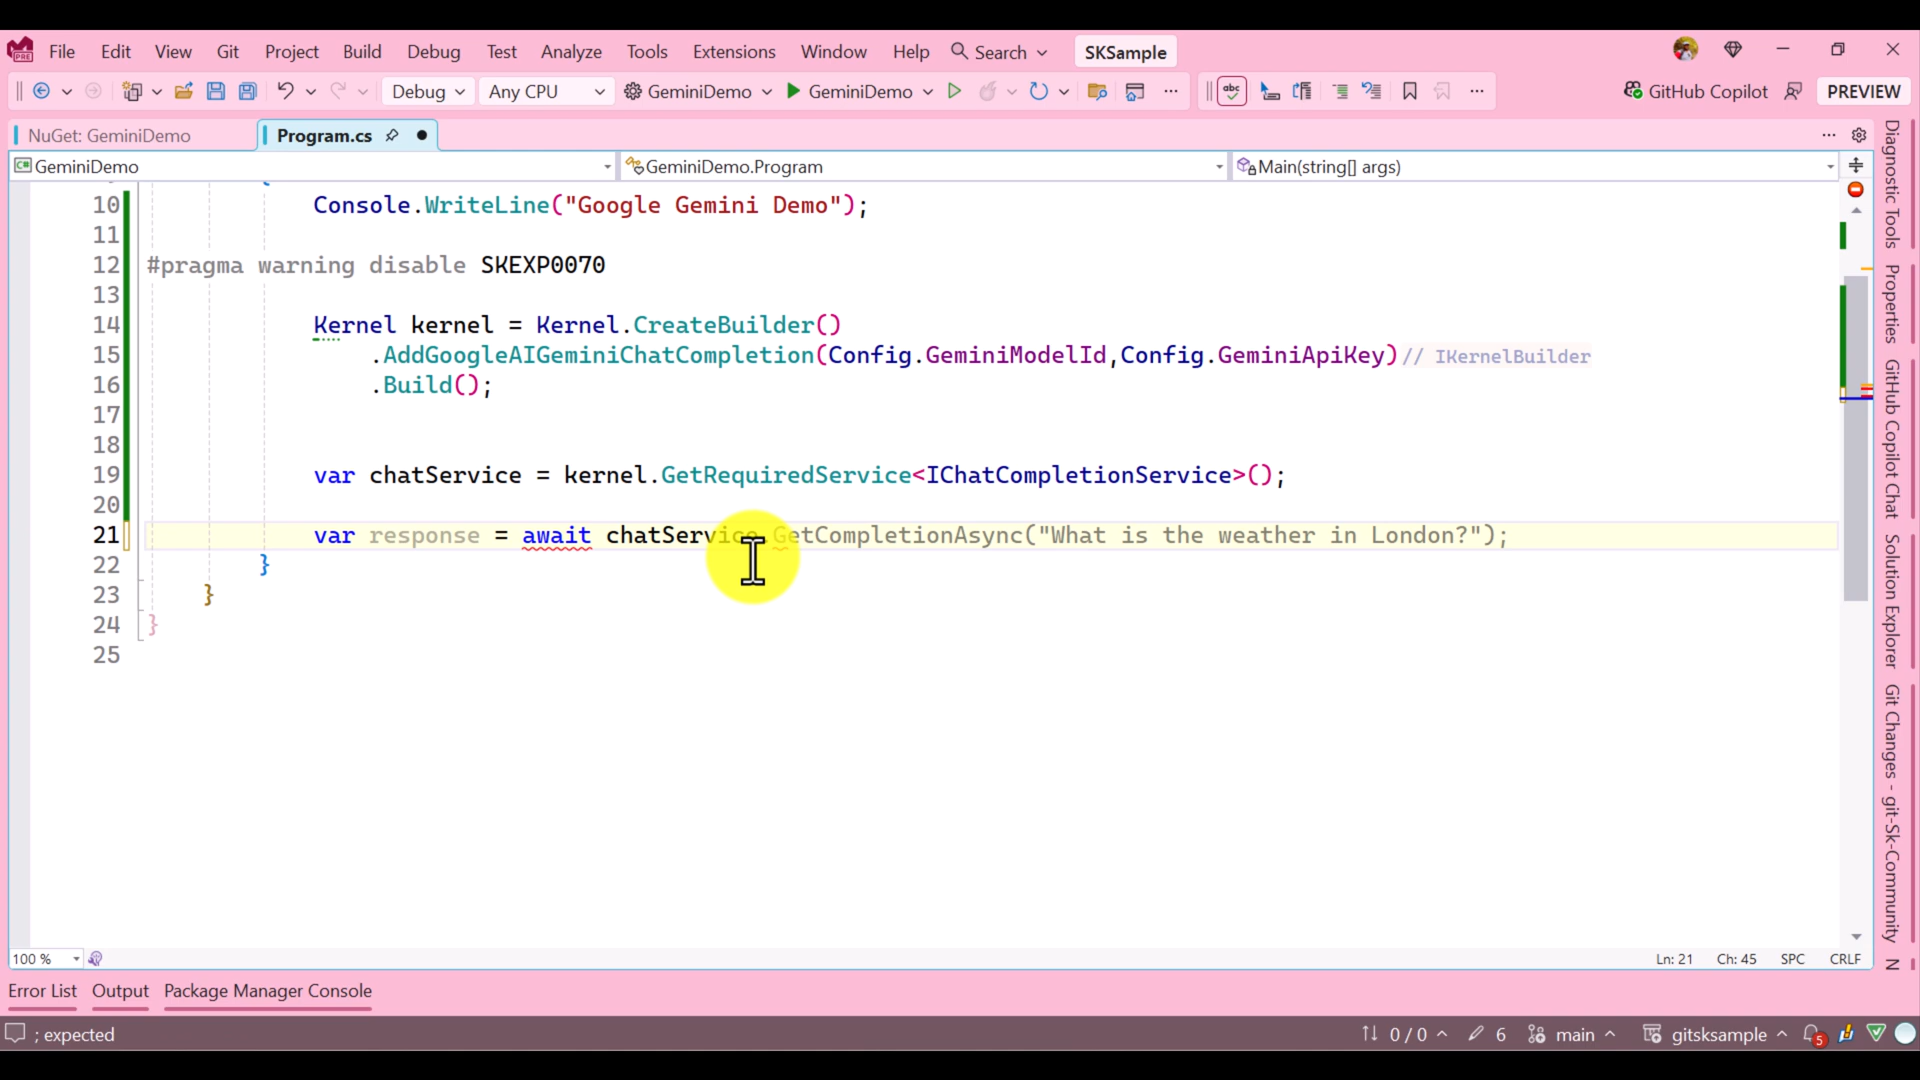 PRE File Edit View Git Project Build Debug Test Analyze Tools Extensions Window Help Search SKSample
Debug Any CPU GeminiDemo GeminiDemo abc GitHub Copilot PREVIEW
NuGet: GeminiDemo Program.cs
C# GeminiDemo GeminiDemo.Program Main(string[] args)
10 Console.WriteLine("Google Gemini Demo");
11
12 #pragma warning disable SKEXP0070
13
14 Kernel kernel = Kernel.CreateBuilder()
15 .AddGoogleAIGeminiChatCompletion(Config.GeminiModelId,Config.GeminiApiKey)// IKernelBuilder
16 .Build();
17
18
19 var chatService = kernel.GetRequiredService<IChatCompletionService>();
20
21 var response = await chatService.GetCompletionAsync("What is the weather in London?");
22 }
23 }
24 }
25
Diagnostic Tools
Properties
GitHub Copilot Chat
Solution Explorer
Git Changes - git-Sk-Community
N
100 % Ln: 21 Ch: 45 SPC CRLF
Error List Output Package Manager Console
; expected 0 / 0 6 main gitsksample 5